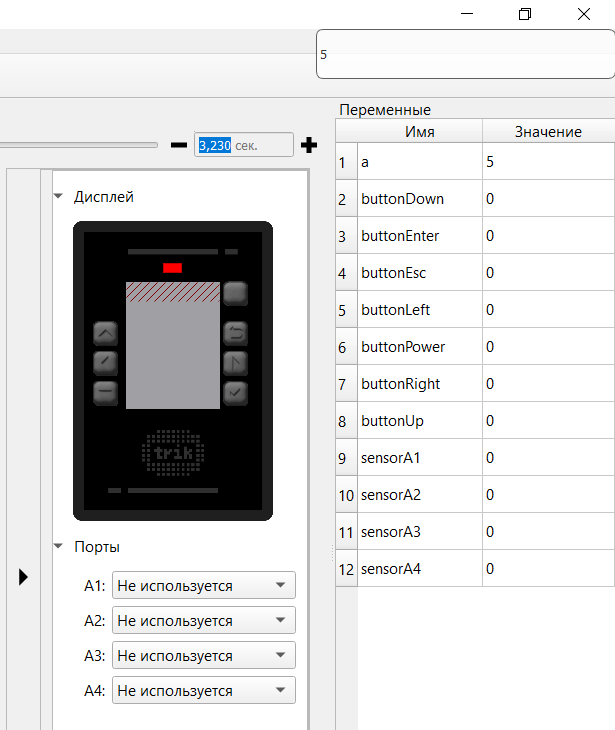 5
Переменные
Имя Значение
3,230 сек.
1 a 5
2 buttonDown 0
3 buttonEnter 0
4 buttonEsc 0
5 buttonLeft 0
6 buttonPower 0
7 buttonRight 0
8 buttonUp 0
9 sensorA1 0
10 sensorA2 0
11 sensorA3 0
12 sensorA4 0
Дисплей
trik
Порты
A1: Не используется
A2: Не используется
A3: Не используется
A4: Не используется